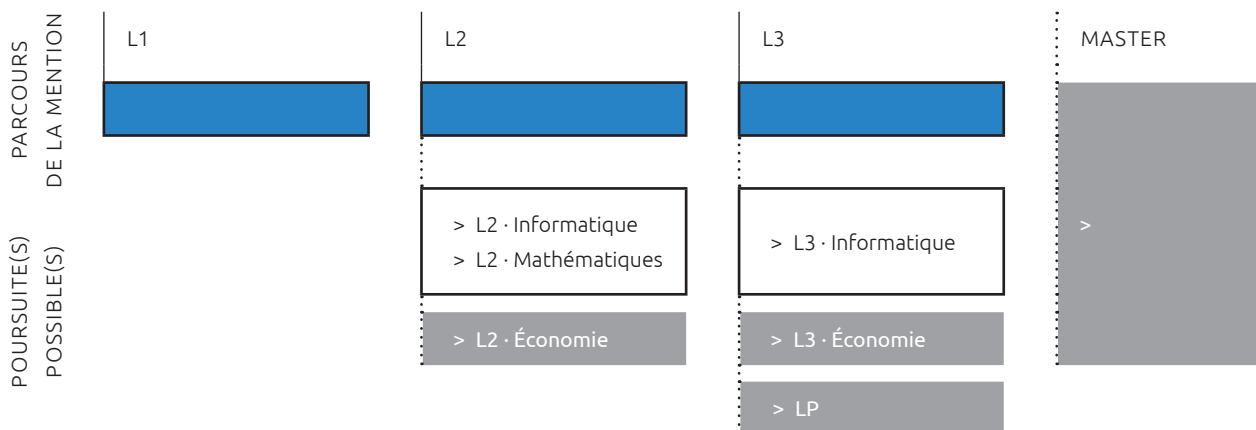 PARCOURS
DE LA MENTION
L1
L2
L3
MASTER
POURSUITE(S)
POSSIBLE(S)
> L2 · Informatique
> L2 · Mathématiques
> L3 · Informatique
>
> L2 · Économie
> L3 · Économie
> LP